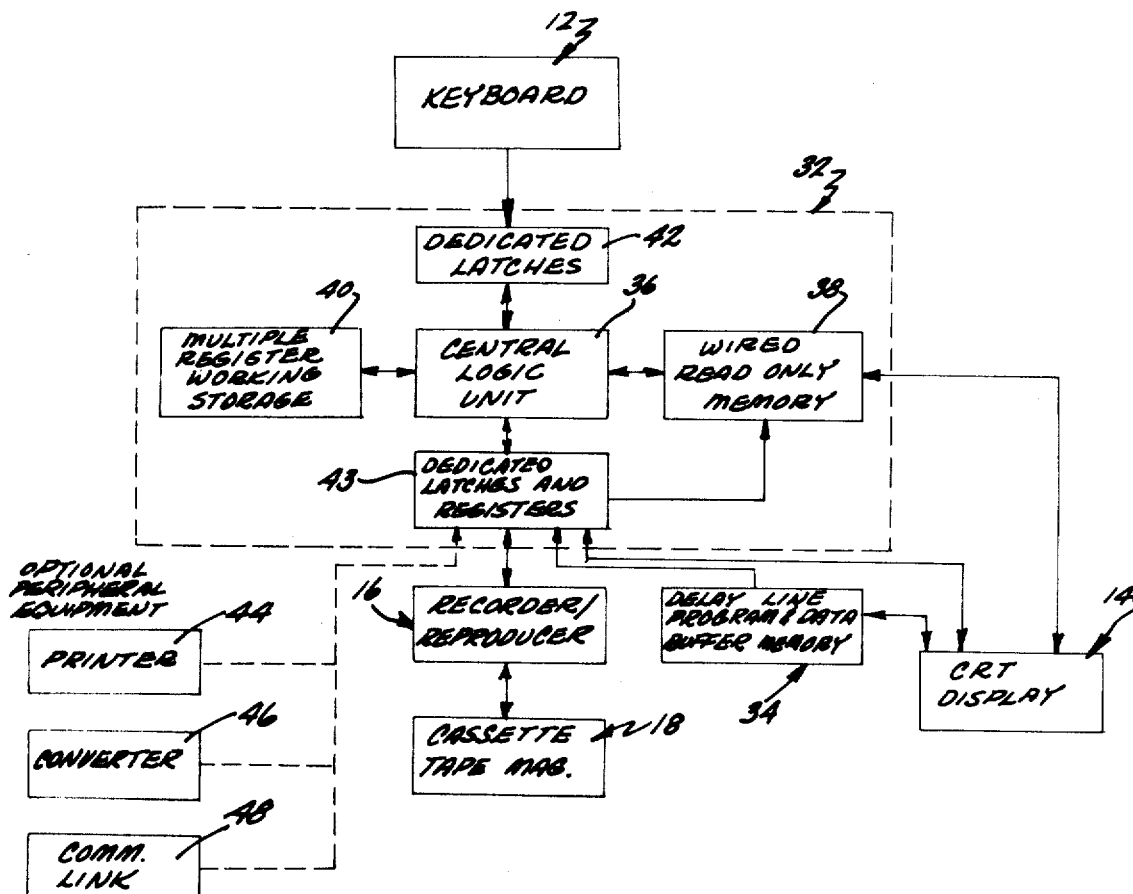 12
KEYBOARD
32
DEDICATED
LATCHES
42
40
MULTIPLE
REGISTER
WORKING
STORAGE
36
CENTRAL
LOGIC
UNIT
38
WIRED
READ ONLY
MEMORY
43
DEDICATED
LATCHES AND
REGISTERS
OPTIONAL
PERIPHERAL
EQUIPMENT
44
PRINTER
16
RECORDER/
REPRODUCER
DELAY LINE
PROGRAM & DATA
BUFFER MEMORY
34
14
CRT
DISPLAY
46
CONVERTER
CASSETTE
TAPE MAG.
18
48
COMM.
LINK